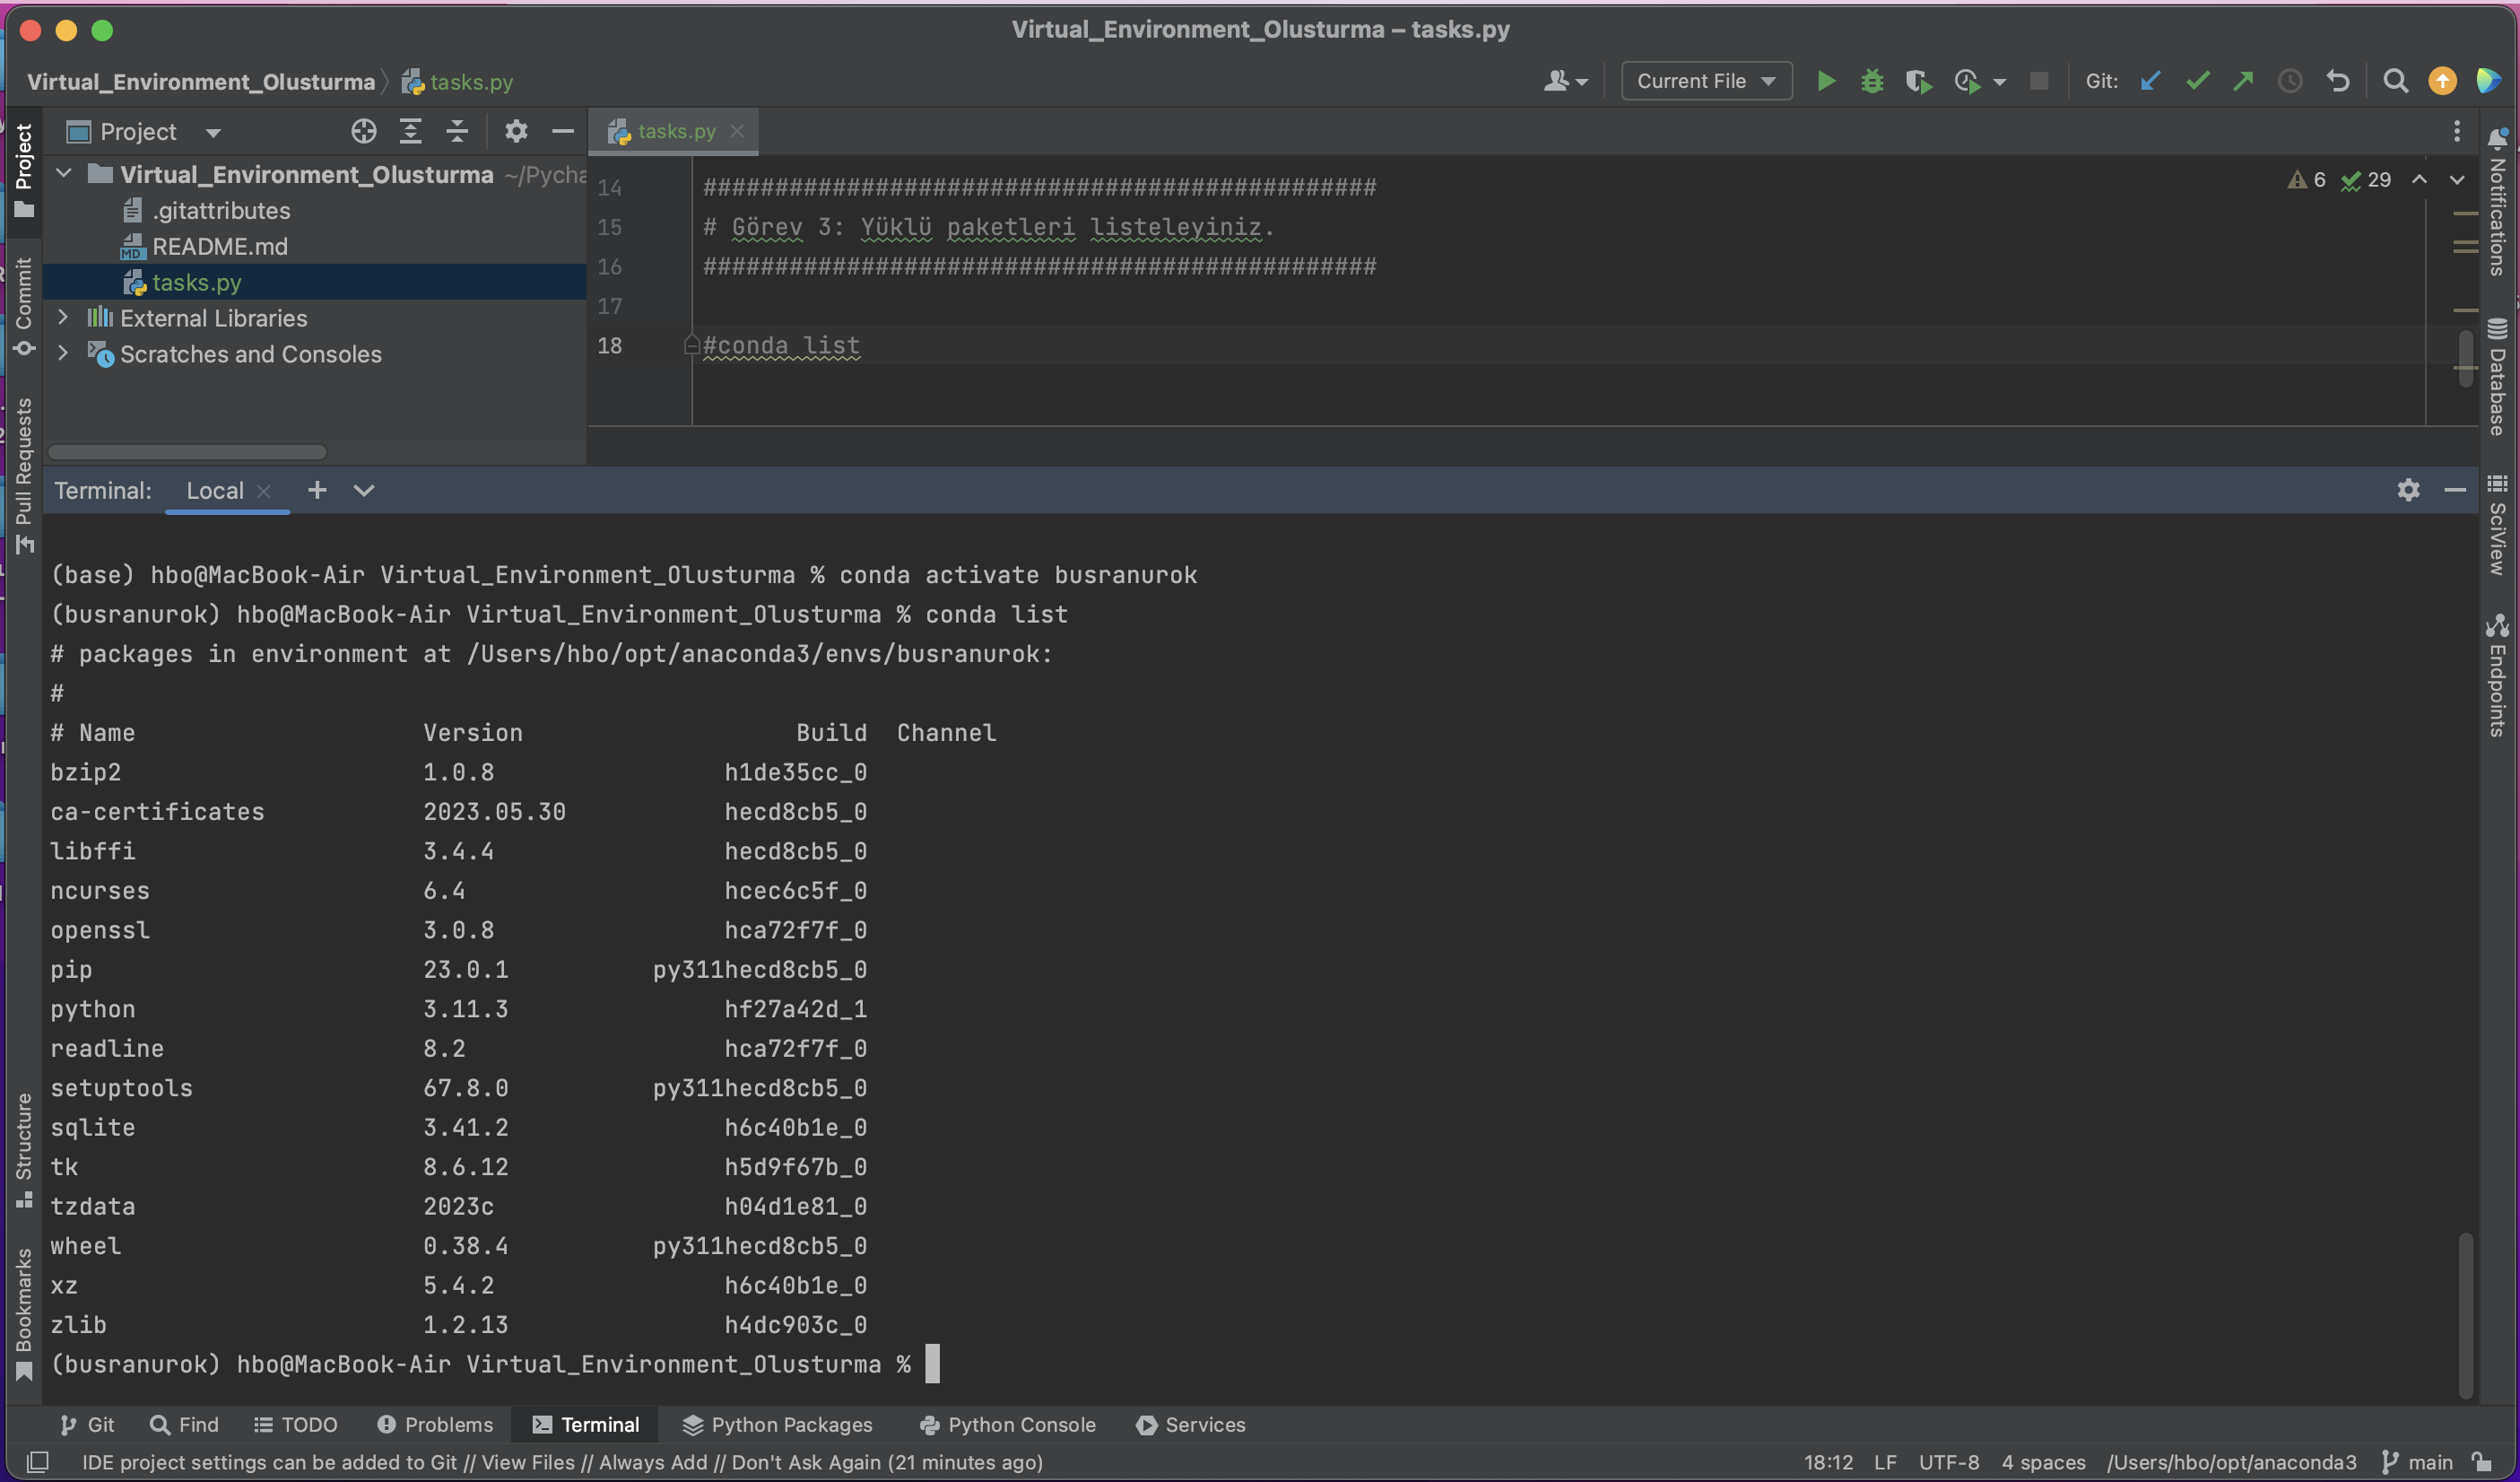 Virtual_Environment_Olusturma – tasks.py
Virtual_Environment_Olusturma tasks.py
Current File
Git:
Project
Commit
Pull Requests
Structure
Bookmarks
Project
Virtual_Environment_Olusturma ~/Pycha
.gitattributes
README.md
tasks.py
External Libraries
Scratches and Consoles
tasks.py
6 29
14 ###############################################
15 # Görev 3: Yüklü paketleri listeleyiniz.
16 ###############################################
17
18 #conda list
Notifications
Database
SciView
Endpoints
Terminal: Local
(base) hbo@MacBook-Air Virtual_Environment_Olusturma % conda activate busranurok
(busranurok) hbo@MacBook-Air Virtual_Environment_Olusturma % conda list
# packages in environment at /Users/hbo/opt/anaconda3/envs/busranurok:
#
# Name Version Build Channel
bzip2 1.0.8 h1de35cc_0
ca-certificates 2023.05.30 hecd8cb5_0
libffi 3.4.4 hecd8cb5_0
ncurses 6.4 hcec6c5f_0
openssl 3.0.8 hca72f7f_0
pip 23.0.1 py311hecd8cb5_0
python 3.11.3 hf27a42d_1
readline 8.2 hca72f7f_0
setuptools 67.8.0 py311hecd8cb5_0
sqlite 3.41.2 h6c40b1e_0
tk 8.6.12 h5d9f67b_0
tzdata 2023c h04d1e81_0
wheel 0.38.4 py311hecd8cb5_0
xz 5.4.2 h6c40b1e_0
zlib 1.2.13 h4dc903c_0
(busranurok) hbo@MacBook-Air Virtual_Environment_Olusturma %
Git Find TODO Problems Terminal Python Packages Python Console Services
IDE project settings can be added to Git // View Files // Always Add // Don't Ask Again (21 minutes ago) 18:12 LF UTF-8 4 spaces /Users/hbo/opt/anaconda3 main